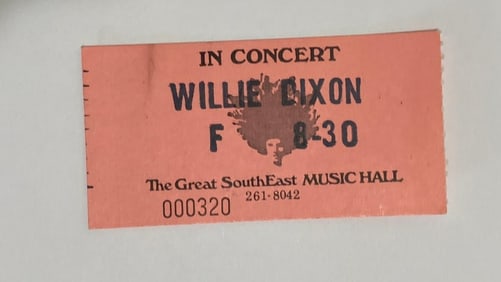 IN CONCERT
WILLIE DIXON
F 8-30
The Great SouthEast MUSIC HALL
261-8042
000320